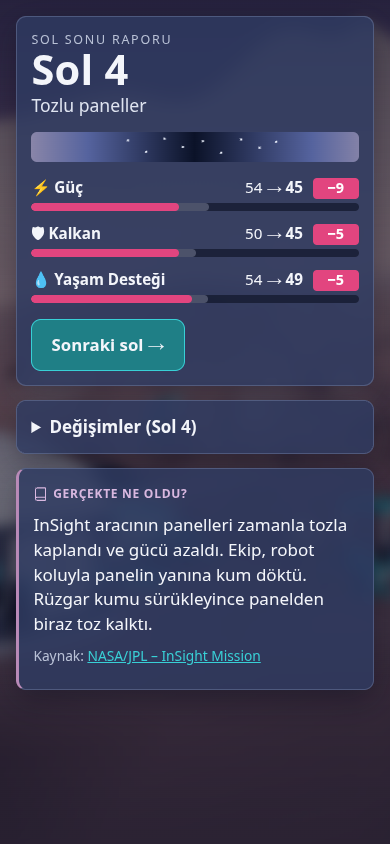 SOL SONU RAPORU
Sol 4
Tozlu paneller
⚡ Güç 54 → 45 −9
🛡 Kalkan 50 → 45 −5
💧 Yaşam Desteği 54 → 49 −5
Sonraki sol →
▶ Değişimler (Sol 4)
GERÇEKTE NE OLDU?
InSight aracının panelleri zamanla tozla
kaplandı ve gücü azaldı. Ekip, robot
koluyla panelin yanına kum döktü.
Rüzgar kumu sürükleyince panelden
biraz toz kalktı.
Kaynak: NASA/JPL – InSight Mission